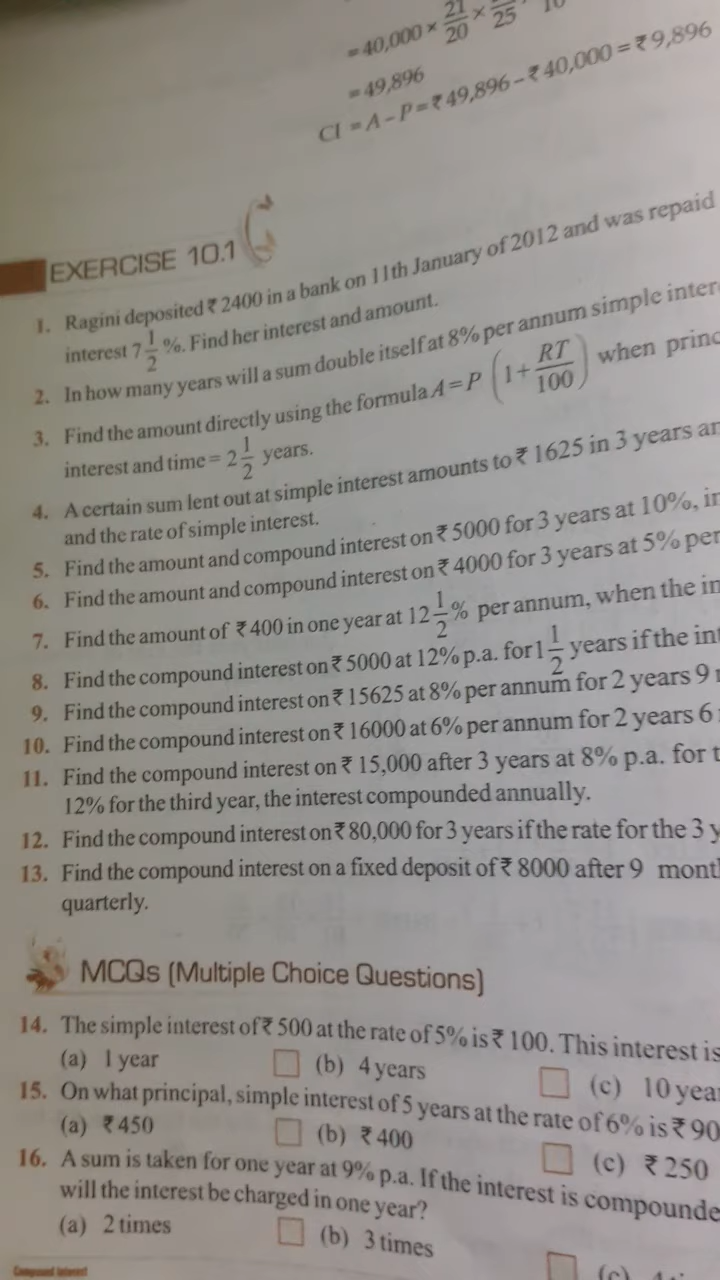 = 40,000 × 21/20 × /25
= 49,896
CI = A – P = ₹ 49,896 – ₹ 40,000 = ₹ 9,896
EXERCISE 10.1
1. Ragini deposited ₹ 2400 in a bank on 11th January of 2012 and was repaid
interest 7 1/2 %. Find her interest and amount.
2. In how many years will a sum double itself at 8% per annum simple inter
3. Find the amount directly using the formula A = P (1 + RT/100) when princ
interest and time = 2 1/2 years.
4. A certain sum lent out at simple interest amounts to ₹ 1625 in 3 years an
and the rate of simple interest.
5. Find the amount and compound interest on ₹ 5000 for 3 years at 10%, in
6. Find the amount and compound interest on ₹ 4000 for 3 years at 5% per
7. Find the amount of ₹ 400 in one year at 12 1/2 % per annum, when the in
8. Find the compound interest on ₹ 5000 at 12% p.a. for 1 1/2 years if the int
9. Find the compound interest on ₹ 15625 at 8% per annum for 2 years 9
10. Find the compound interest on ₹ 16000 at 6% per annum for 2 years 6
11. Find the compound interest on ₹ 15,000 after 3 years at 8% p.a. for t
12% for the third year, the interest compounded annually.
12. Find the compound interest on ₹ 80,000 for 3 years if the rate for the 3 y
13. Find the compound interest on a fixed deposit of ₹ 8000 after 9 month
quarterly.
MCQs (Multiple Choice Questions)
14. The simple interest of ₹ 500 at the rate of 5% is ₹ 100. This interest is
(a) 1 year (b) 4 years (c) 10 year
15. On what principal, simple interest of 5 years at the rate of 6% is ₹ 90
(a) ₹ 450 (b) ₹ 400 (c) ₹ 250
16. A sum is taken for one year at 9% p.a. If the interest is compounde
will the interest be charged in one year?
(a) 2 times (b) 3 times (c)
Compound Interest